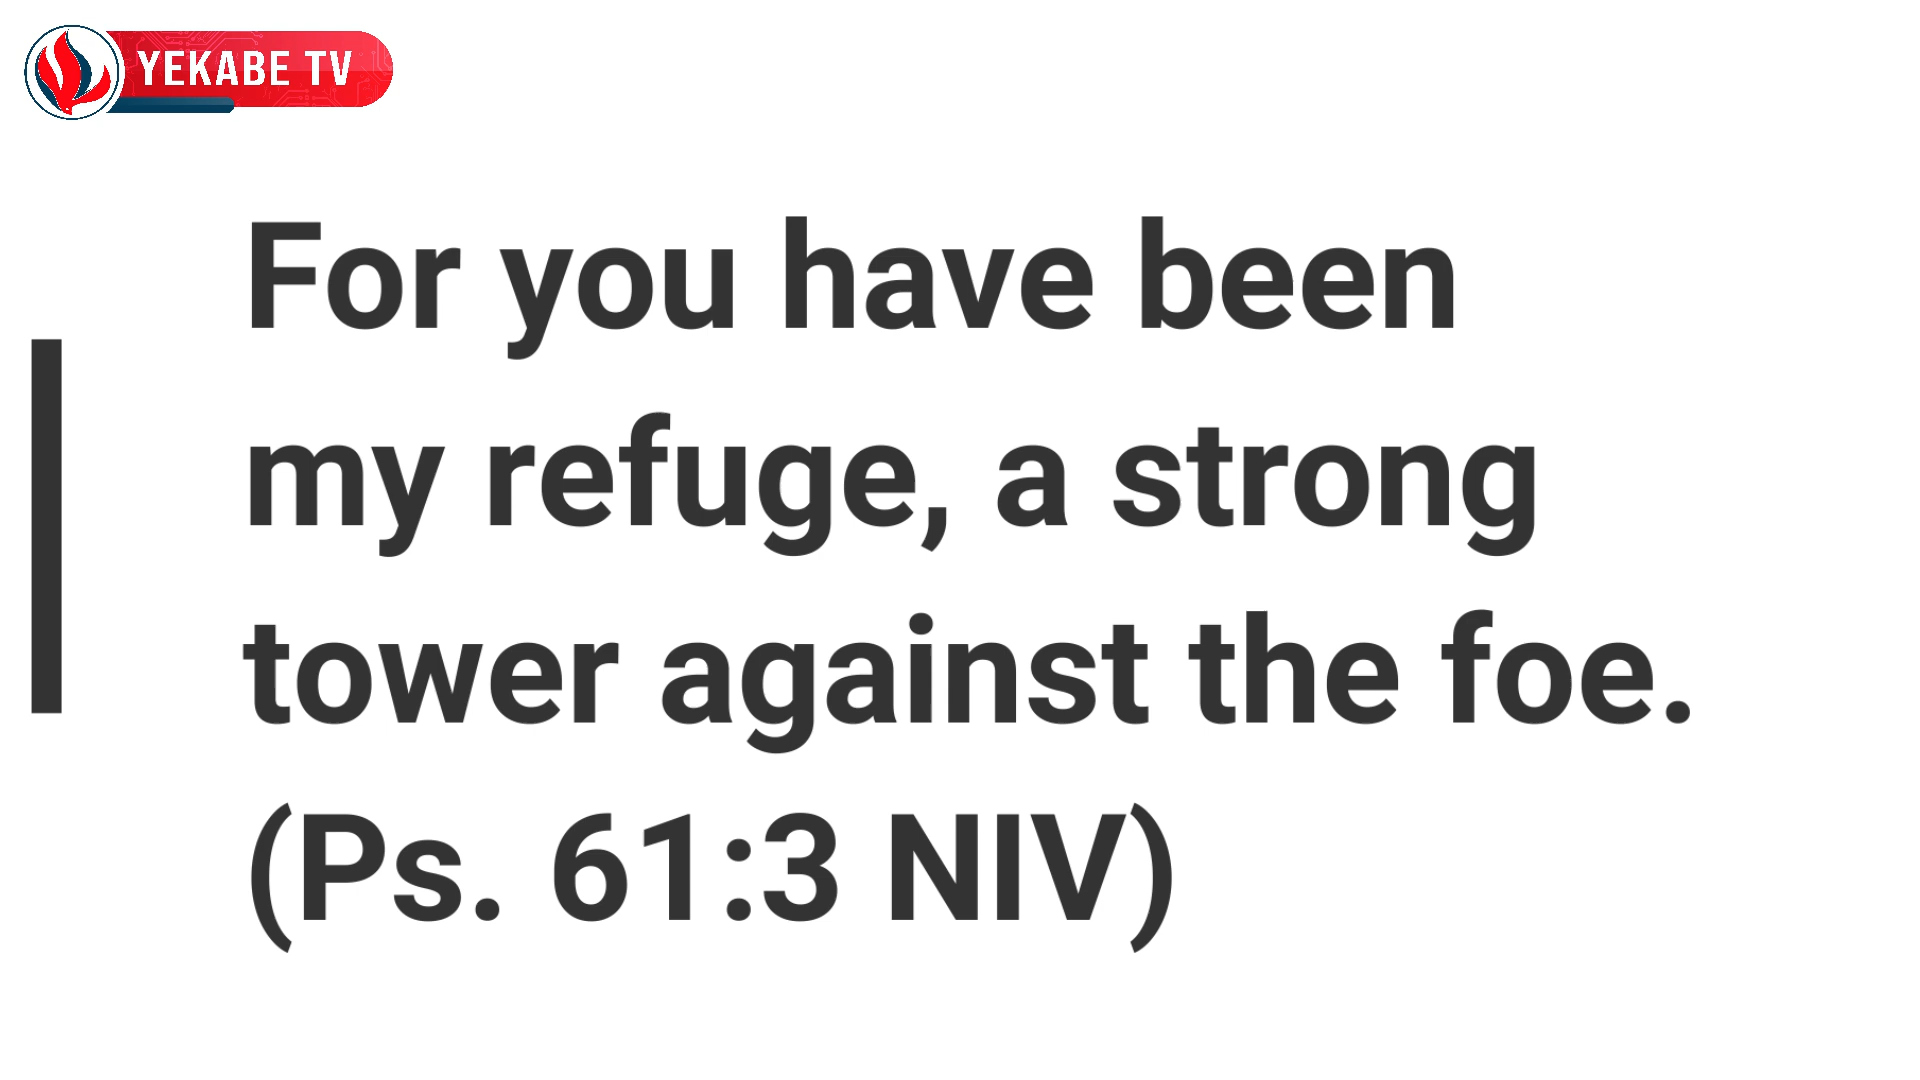 YEKABE TV
For you have been
my refuge, a strong
tower against the foe.
(Ps. 61:3 NIV)